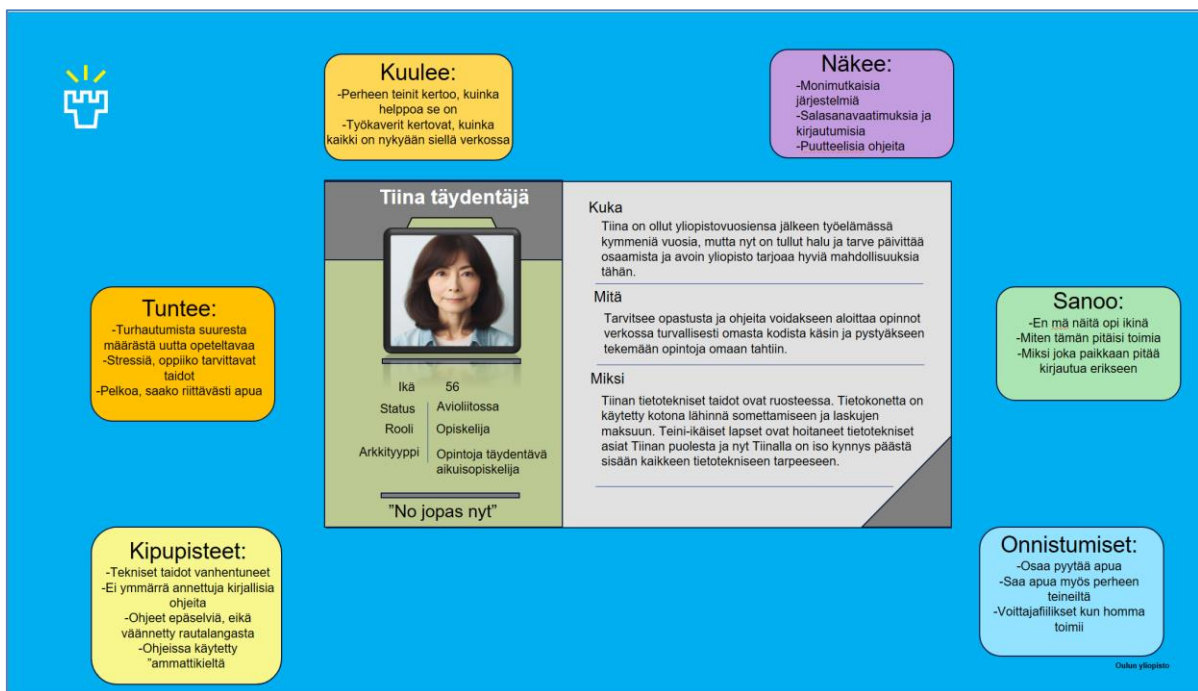 Kuulee:
-Perheen teinit kertoo, kuinka
helppoa se on
-Työkaverit kertovat, kuinka
kaikki on nykyään siellä verkossa
Näkee:
-Monimutkaisia
järjestelmiä
-Salasanavaatimuksia ja
kirjautumisia
-Puutteelisia ohjeita
Tiina täydentäjä
Ikä 56
Status Avioliitossa
Rooli Opiskelija
Arkkityyppi Opintoja täydentävä
aikuisopiskelija
"No jopas nyt"
Kuka
Tiina on ollut yliopistovuosiensa jälkeen työelämässä
kymmeniä vuosia, mutta nyt on tullut halu ja tarve päivittää
osaamista ja avoin yliopisto tarjoaa hyviä mahdollisuuksia
tähän.
Mitä
Tarvitsee opastusta ja ohjeita voidakseen aloittaa opinnot
verkossa turvallisesti omasta kodista käsin ja pystyäkseen
tekemään opintoja omaan tahtiin.
Miksi
Tiinan tietotekniset taidot ovat ruosteessa. Tietokonetta on
käytetty kotona lähinnä somettamiseen ja laskujen
maksuun. Teini-ikäiset lapset ovat hoitaneet tietotekniset
asiat Tiinan puolesta ja nyt Tiinalla on iso kynnys päästä
sisään kaikkeen tietotekniseen tarpeeseen.
Tuntee:
-Turhautumista suuresta
määrästä uutta opeteltavaa
-Stressiä, oppiiko tarvittavat
taidot
-Pelkoa, saako riittävästi apua
Sanoo:
-En mä näitä opi ikinä
-Miten tämän pitäisi toimia
-Miksi joka paikkaan pitää
kirjautua erikseen
Kipupisteet:
-Tekniset taidot vanhentuneet
-Ei ymmärrä annettuja kirjallisia
ohjeita
-Ohjeet epäselviä, eikä
väännetty rautalangasta
-Ohjeissa käytetty
"ammattikieltä
Onnistumiset:
-Osaa pyytää apua
-Saa apua myös perheen
teineiltä
-Voittajafiilikset kun homma
toimii
Oulun yliopisto